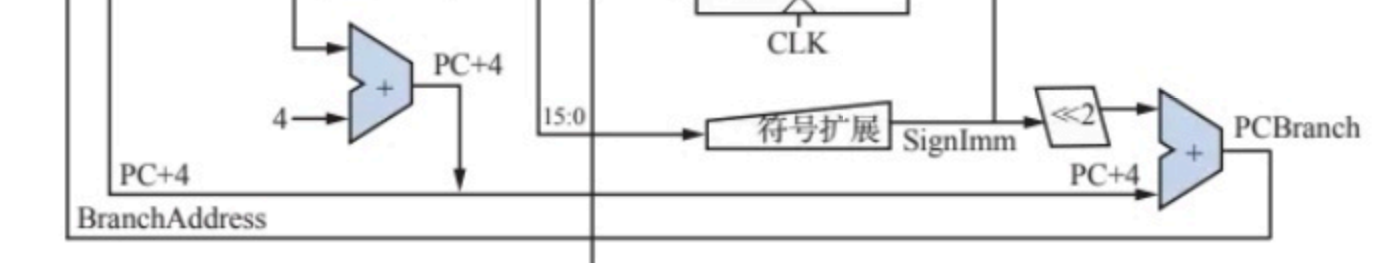 CLK
PC+4
+
4
15:0
符号扩展
SignImm
≪2
PCBranch
+
PC+4
PC+4
BranchAddress